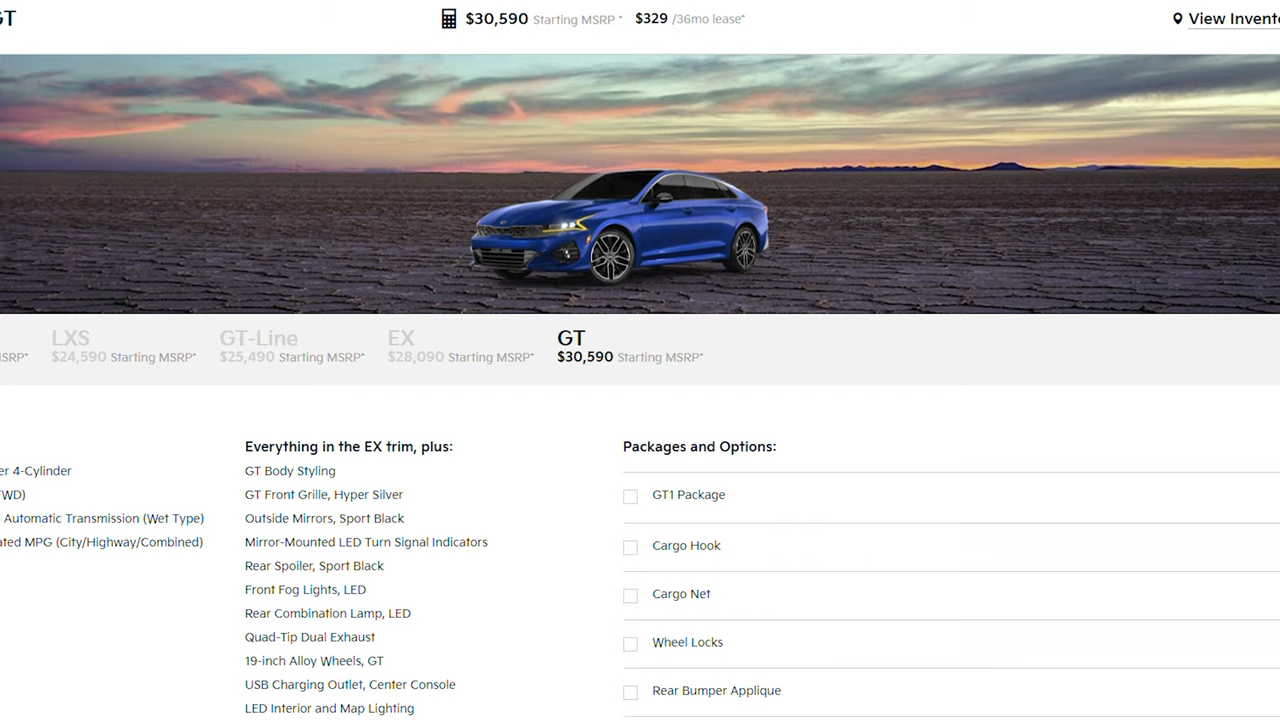 GT
$30,590 Starting MSRP * $329 /36mo lease*
View Invento
LXS
GT-Line
EX
GT
SRP*
$24,590 Starting MSRP*
$25,490 Starting MSRP*
$28,090 Starting MSRP*
$30,590 Starting MSRP*
er 4-Cylinder
WD)
Automatic Transmission (Wet Type)
ated MPG (City/Highway/Combined)
Everything in the EX trim, plus:
GT Body Styling
GT Front Grille, Hyper Silver
Outside Mirrors, Sport Black
Mirror-Mounted LED Turn Signal Indicators
Rear Spoiler, Sport Black
Front Fog Lights, LED
Rear Combination Lamp, LED
Quad-Tip Dual Exhaust
19-inch Alloy Wheels, GT
USB Charging Outlet, Center Console
LED Interior and Map Lighting
Packages and Options:
GT1 Package
Cargo Hook
Cargo Net
Wheel Locks
Rear Bumper Applique